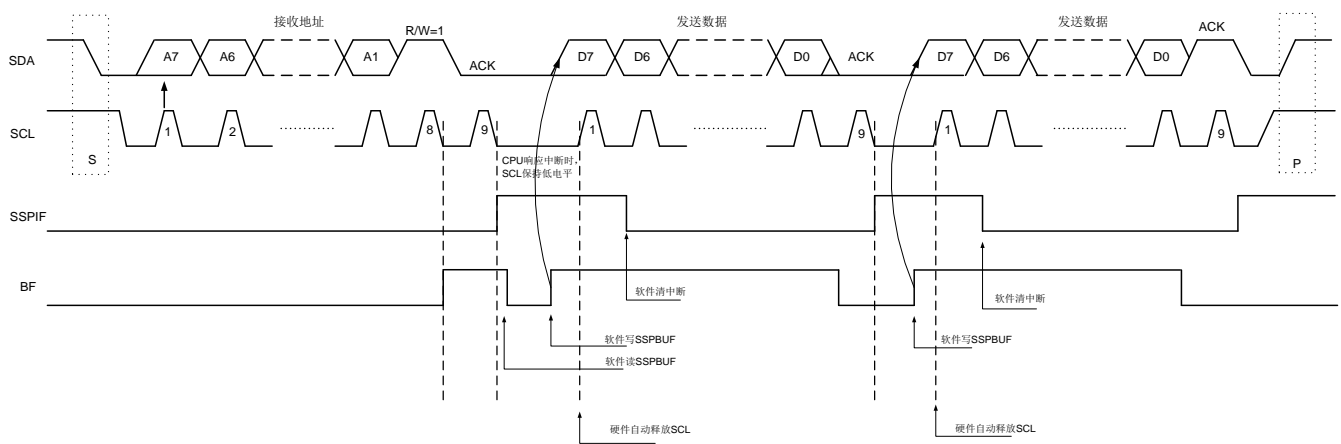 接收地址 R/W=1 发送数据 发送数据 ACK
SDA A7 A6 A1 ACK D7 D6 D0 ACK D7 D6 D0
SCL 1 2 8 9 1 9 1 9
S CPU响应中断时, P
SCL保持低电平
SSPIF
BF
软件清中断 软件清中断
软件写SSPBUF 软件写SSPBUF
软件读SSPBUF
硬件自动释放SCL 硬件自动释放SCL